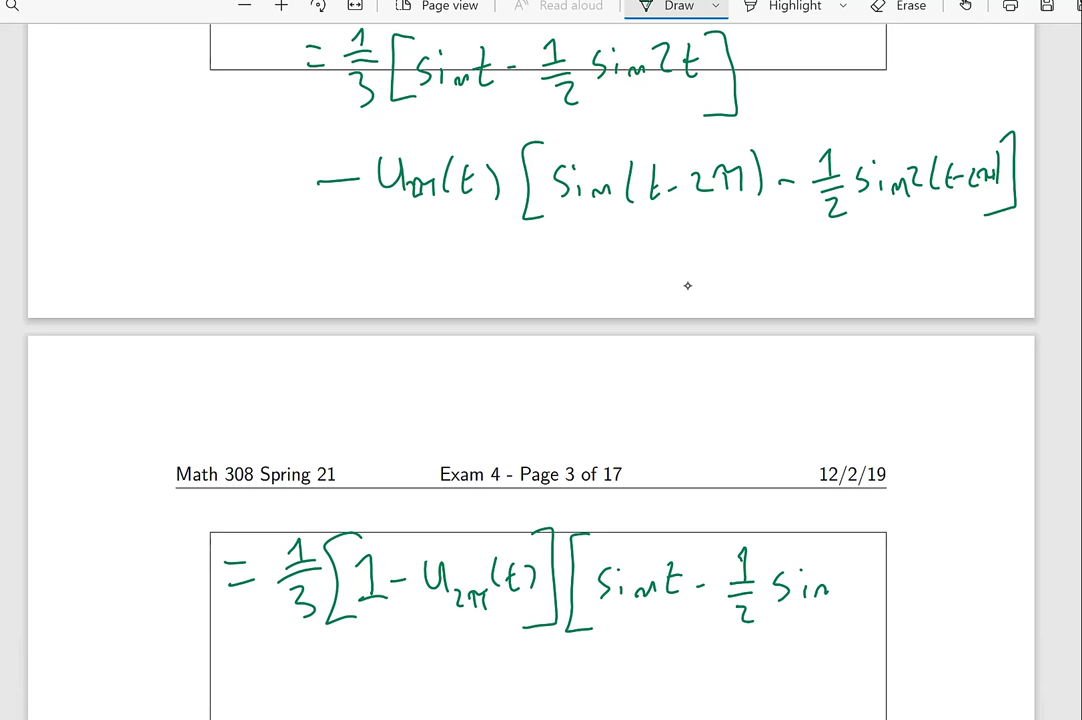 Page view Read aloud Draw Highlight Erase
= 1/3 [sin t - 1/2 sin 2t]
- u2π(t) [sin(t - 2π) - 1/2 sin 2(t - 2π)]
Math 308 Spring 21 Exam 4 - Page 3 of 17 12/2/19
= 1/3 [1 - u2π(t)] [sin t - 1/2 sin